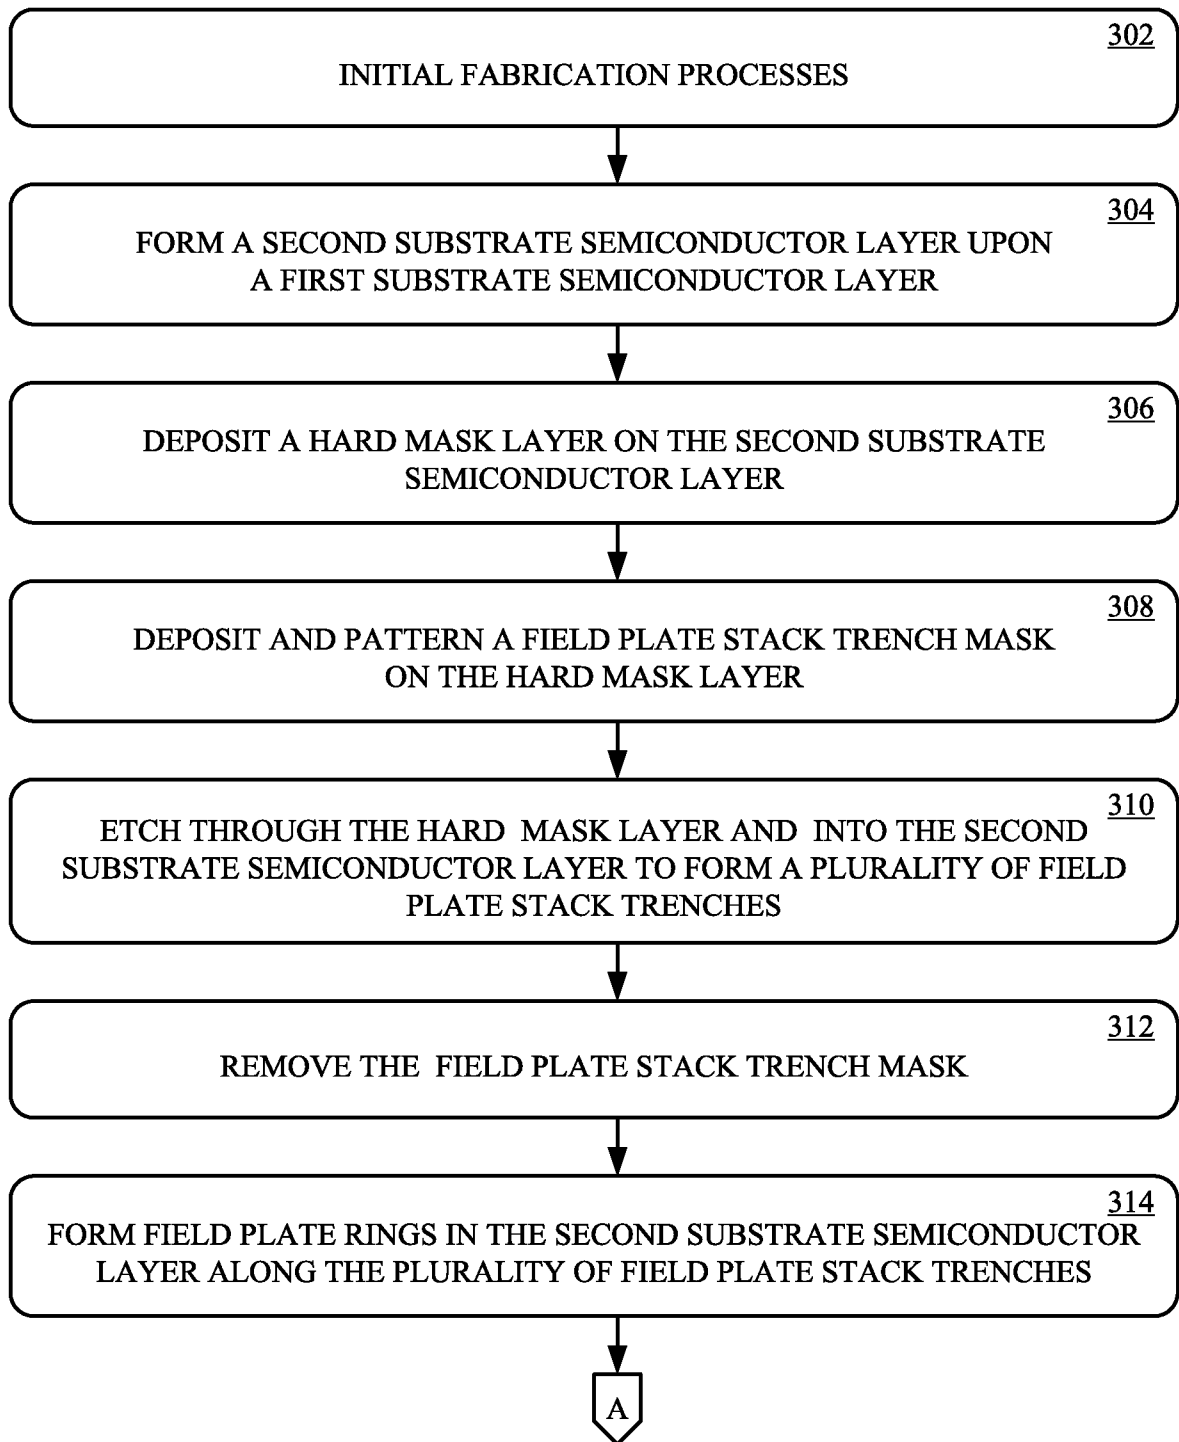 302
INITIAL FABRICATION PROCESSES
304
FORM A SECOND SUBSTRATE SEMICONDUCTOR LAYER UPON
A FIRST SUBSTRATE SEMICONDUCTOR LAYER
306
DEPOSIT A HARD MASK LAYER ON THE SECOND SUBSTRATE
SEMICONDUCTOR LAYER
308
DEPOSIT AND PATTERN A FIELD PLATE STACK TRENCH MASK
ON THE HARD MASK LAYER
310
ETCH THROUGH THE HARD MASK LAYER AND INTO THE SECOND
SUBSTRATE SEMICONDUCTOR LAYER TO FORM A PLURALITY OF FIELD
PLATE STACK TRENCHES
312
REMOVE THE FIELD PLATE STACK TRENCH MASK
314
FORM FIELD PLATE RINGS IN THE SECOND SUBSTRATE SEMICONDUCTOR
LAYER ALONG THE PLURALITY OF FIELD PLATE STACK TRENCHES
A